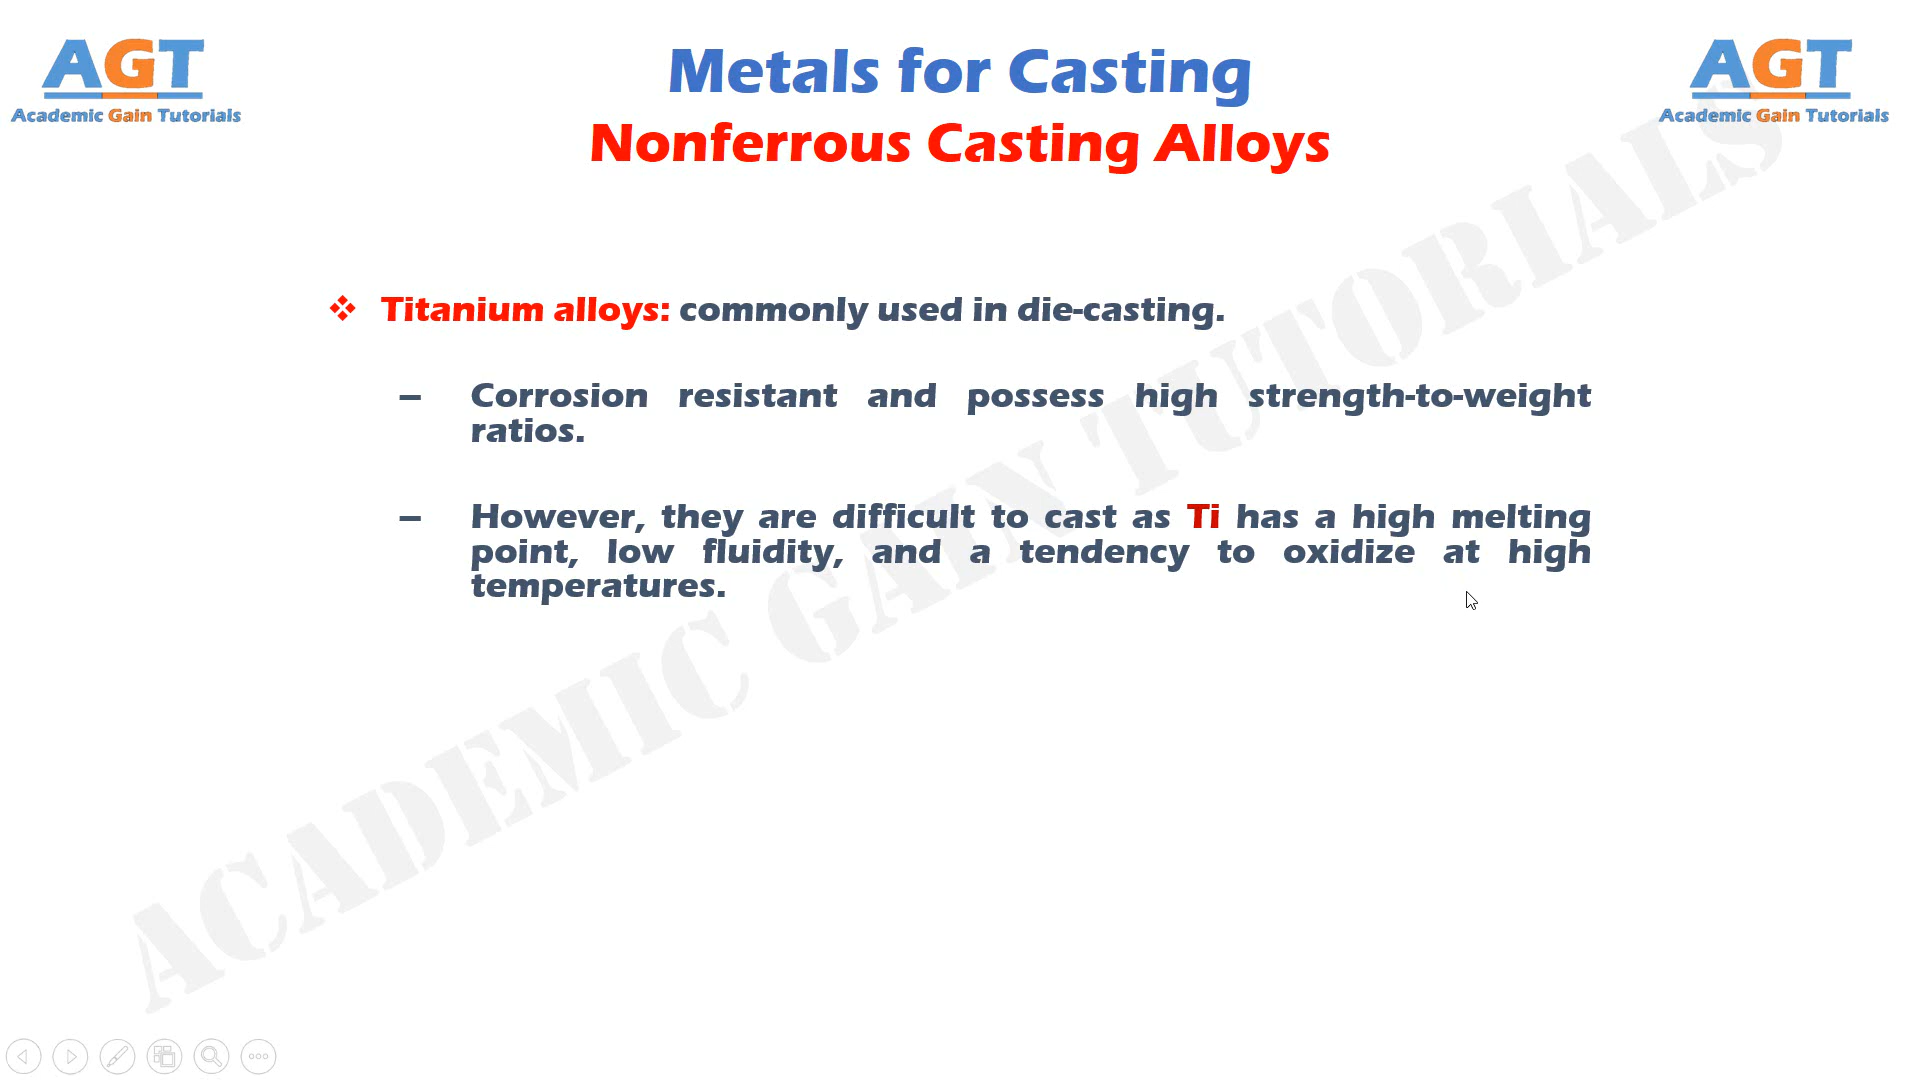 AGT
Academic Gain Tutorials
Metals for Casting
Nonferrous Casting Alloys
AGT
Academic Gain Tutorials
❖ Titanium alloys: commonly used in die-casting.
– Corrosion resistant and possess high strength-to-weight
ratios.
– However, they are difficult to cast as Ti has a high melting
point, low fluidity, and a tendency to oxidize at high
temperatures.
ACADEMIC GAIN TUTORIALS